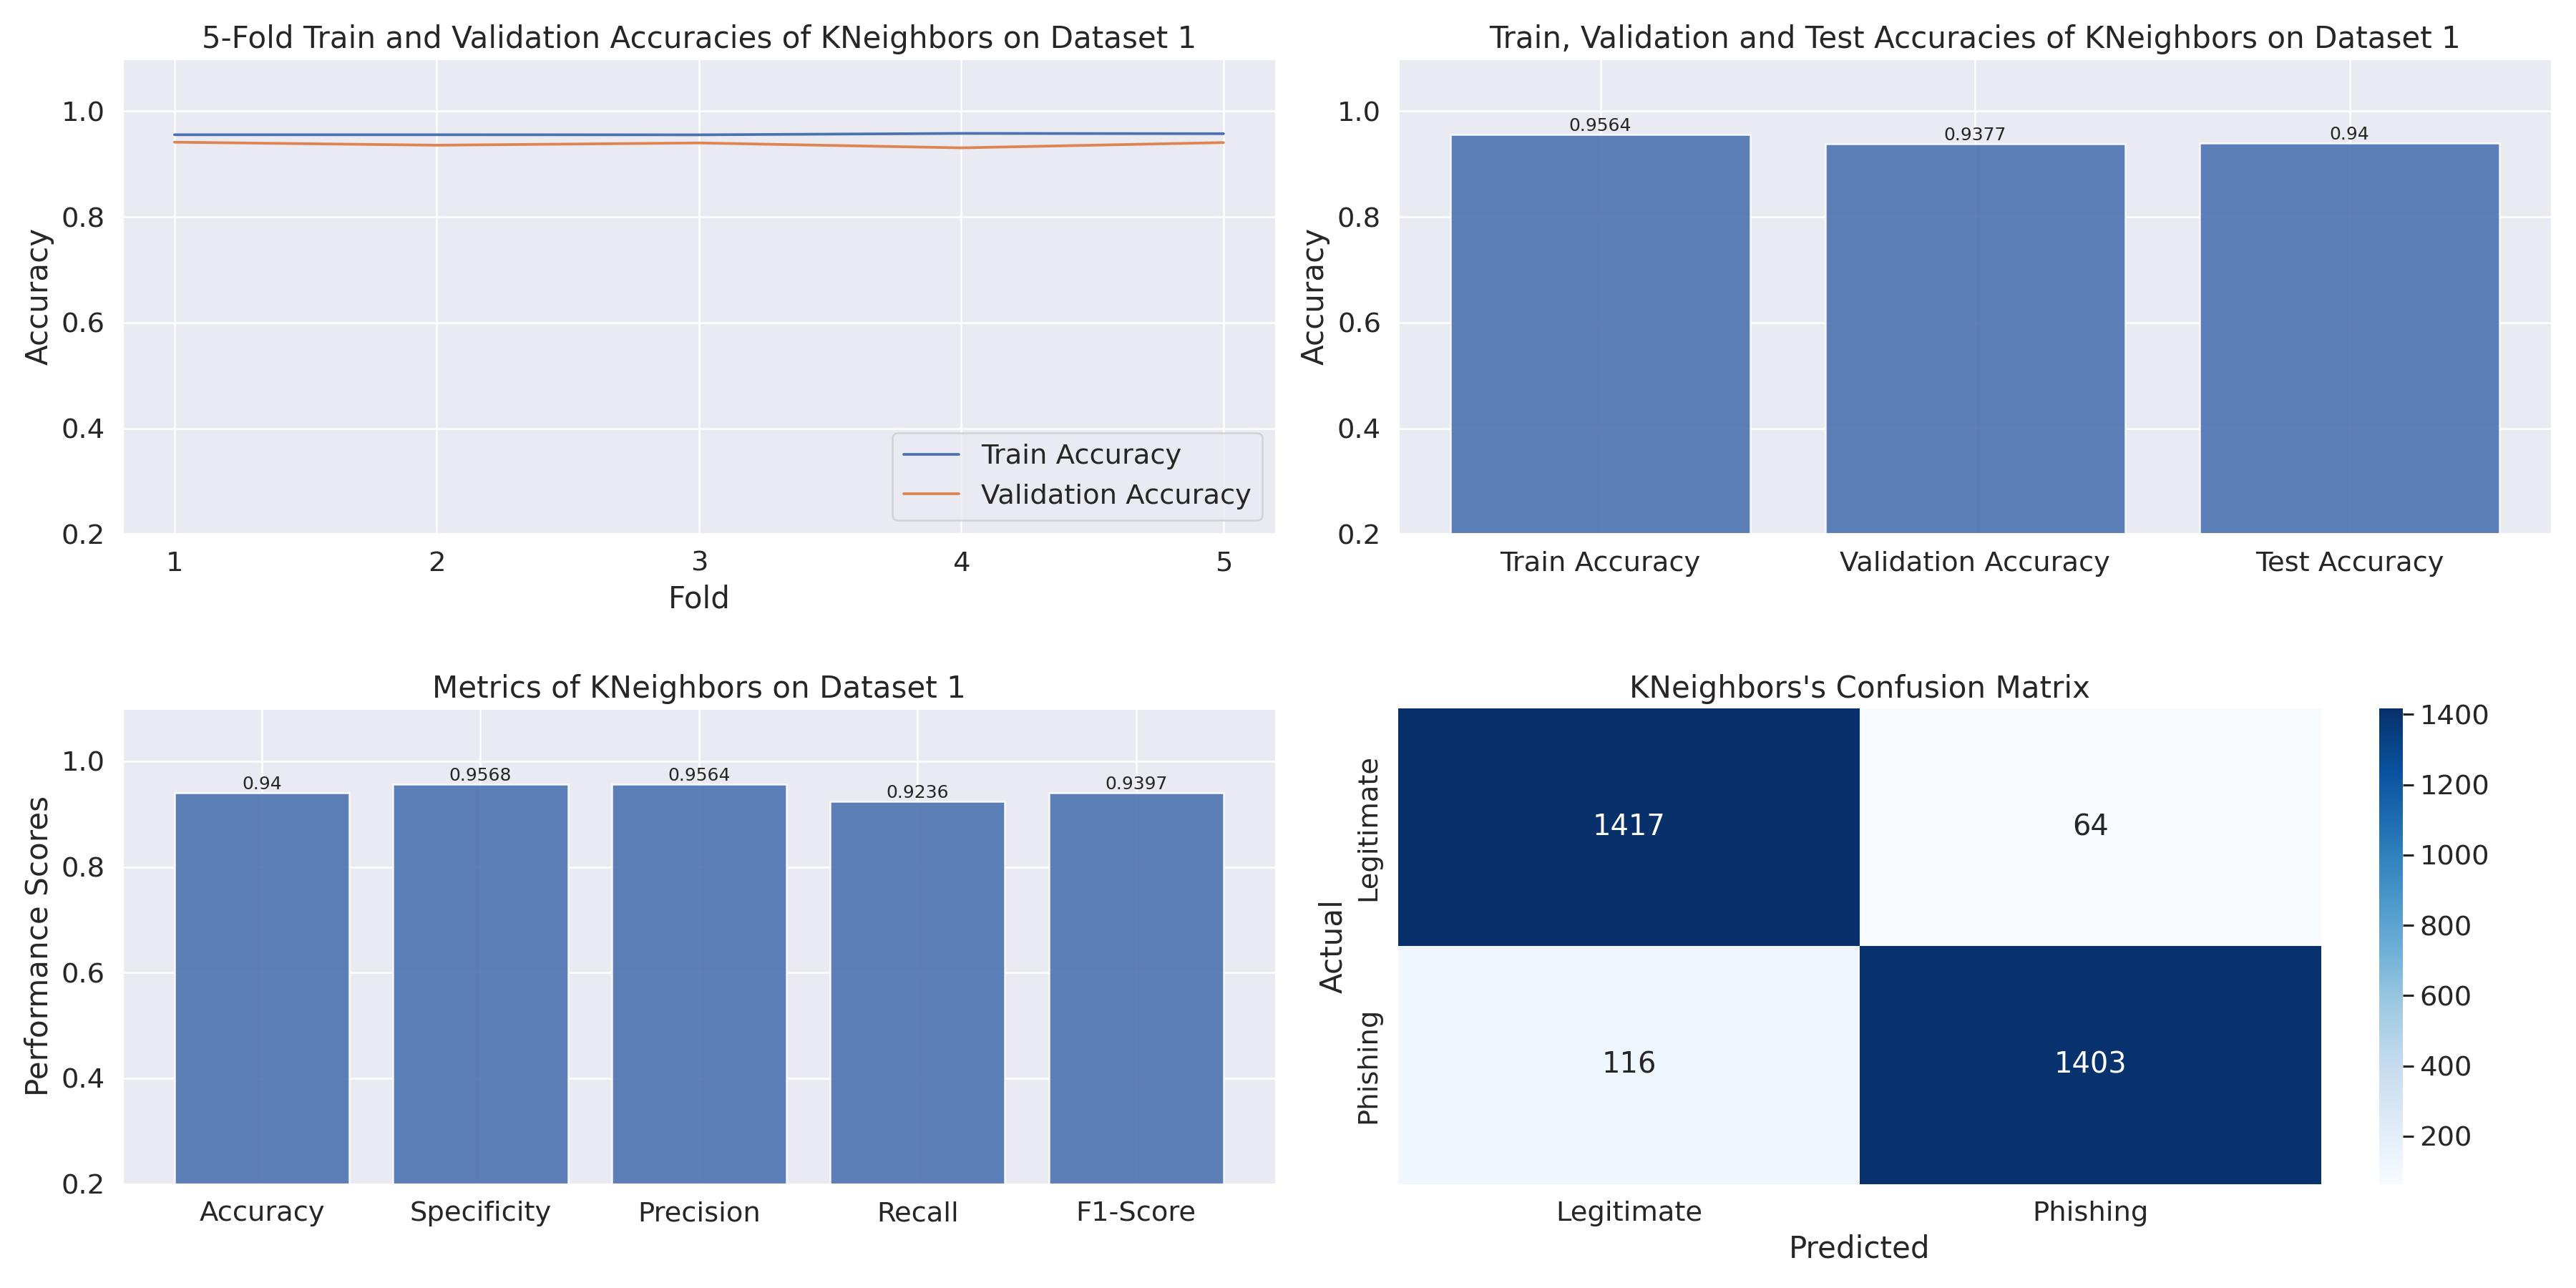 5-Fold Train and Validation Accuracies of KNeighbors on Dataset 1
Accuracy
1.0
0.8
0.6
0.4
0.2
Train Accuracy
Validation Accuracy
1 2 3 4 5
Fold
Train, Validation and Test Accuracies of KNeighbors on Dataset 1
Accuracy
1.0
0.8
0.6
0.4
0.2
0.9564 0.9377 0.94
Train Accuracy Validation Accuracy Test Accuracy
Metrics of KNeighbors on Dataset 1
Performance Scores
1.0
0.8
0.6
0.4
0.2
0.94 0.9568 0.9564 0.9236 0.9397
Accuracy Specificity Precision Recall F1-Score
KNeighbors's Confusion Matrix
Actual
Legitimate
Phishing
1417 64
116 1403
Legitimate Phishing
Predicted
1400
1200
1000
800
600
400
200